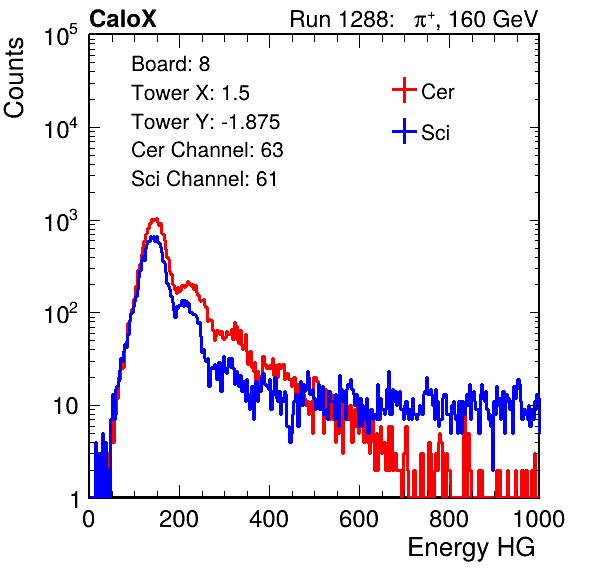 CaloX Run 1288: π⁺, 160 GeV
Board: 8
Tower X: 1.5
Tower Y: -1.875
Cer Channel: 63
Sci Channel: 61
Cer
Sci
Counts
10⁵
10⁴
10³
10²
10
1
0 200 400 600 800 1000
Energy HG